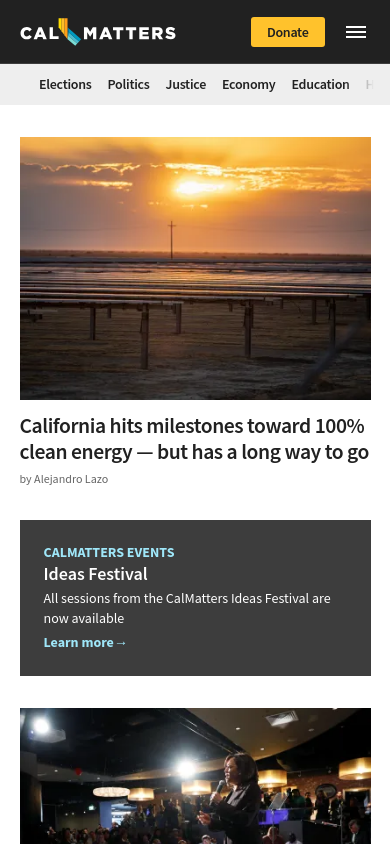 CAL MATTERS
Donate
Elections Politics Justice Economy Education H
California hits milestones toward 100%
clean energy — but has a long way to go
by Alejandro Lazo
CALMATTERS EVENTS
Ideas Festival
All sessions from the CalMatters Ideas Festival are
now available
Learn more→